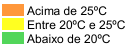 Acima de 25ºC
Entre 20ºC e 25ºC
Abaixo de 20ºC